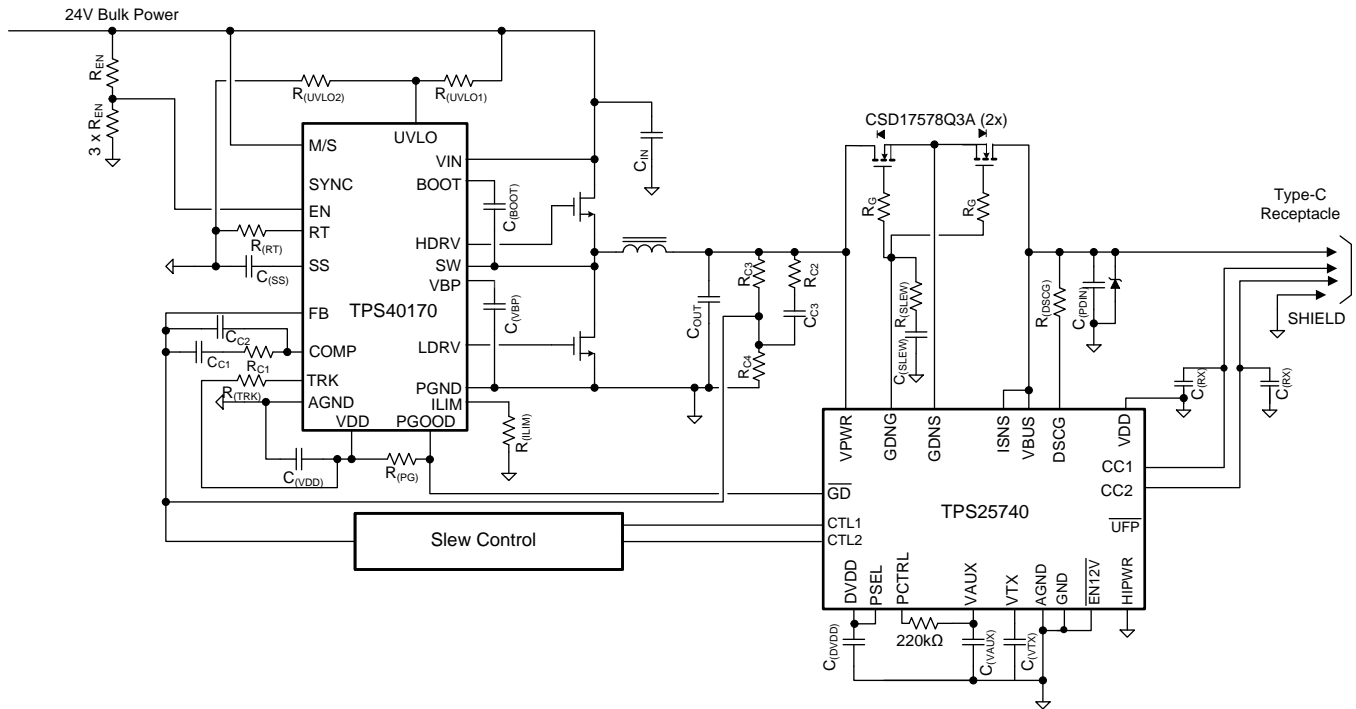 24V Bulk Power
R_EN
3 x R_EN
R_(UVLO2)
R_(UVLO1)
C_IN
M/S
UVLO
VIN
SYNC
BOOT
EN
RT
HDRV
SS
SW
VBP
FB
TPS40170
COMP
LDRV
TRK
PGND
AGND
ILIM
VDD
PGOOD
C_(BOOT)
C_(VBP)
R_(RT)
C_(SS)
C_C2
C_C1
R_C1
R_(TRK)
C_(VDD)
R_(PG)
R_(ILIM)
C_OUT
R_C3
R_C2
C_C3
R_C4
CSD17578Q3A (2x)
R_G
R_G
R_(SLEW)
C_(SLEW)
R_(DSCG)
C_(PDIN)
Type-C
Receptacle
SHIELD
C_(RX)
C_(RX)
Slew Control
VPWR
GDNG
GDNS
ISNS
VBUS
DSCG
VDD
CC1
CC2
GD
TPS25740
CTL1
CTL2
UFP
DVDD
PSEL
PCTRL
VAUX
VTX
AGND
GND
EN12V
HIPWR
220kΩ
C_(DVDD)
C_(VAUX)
C_(VTX)